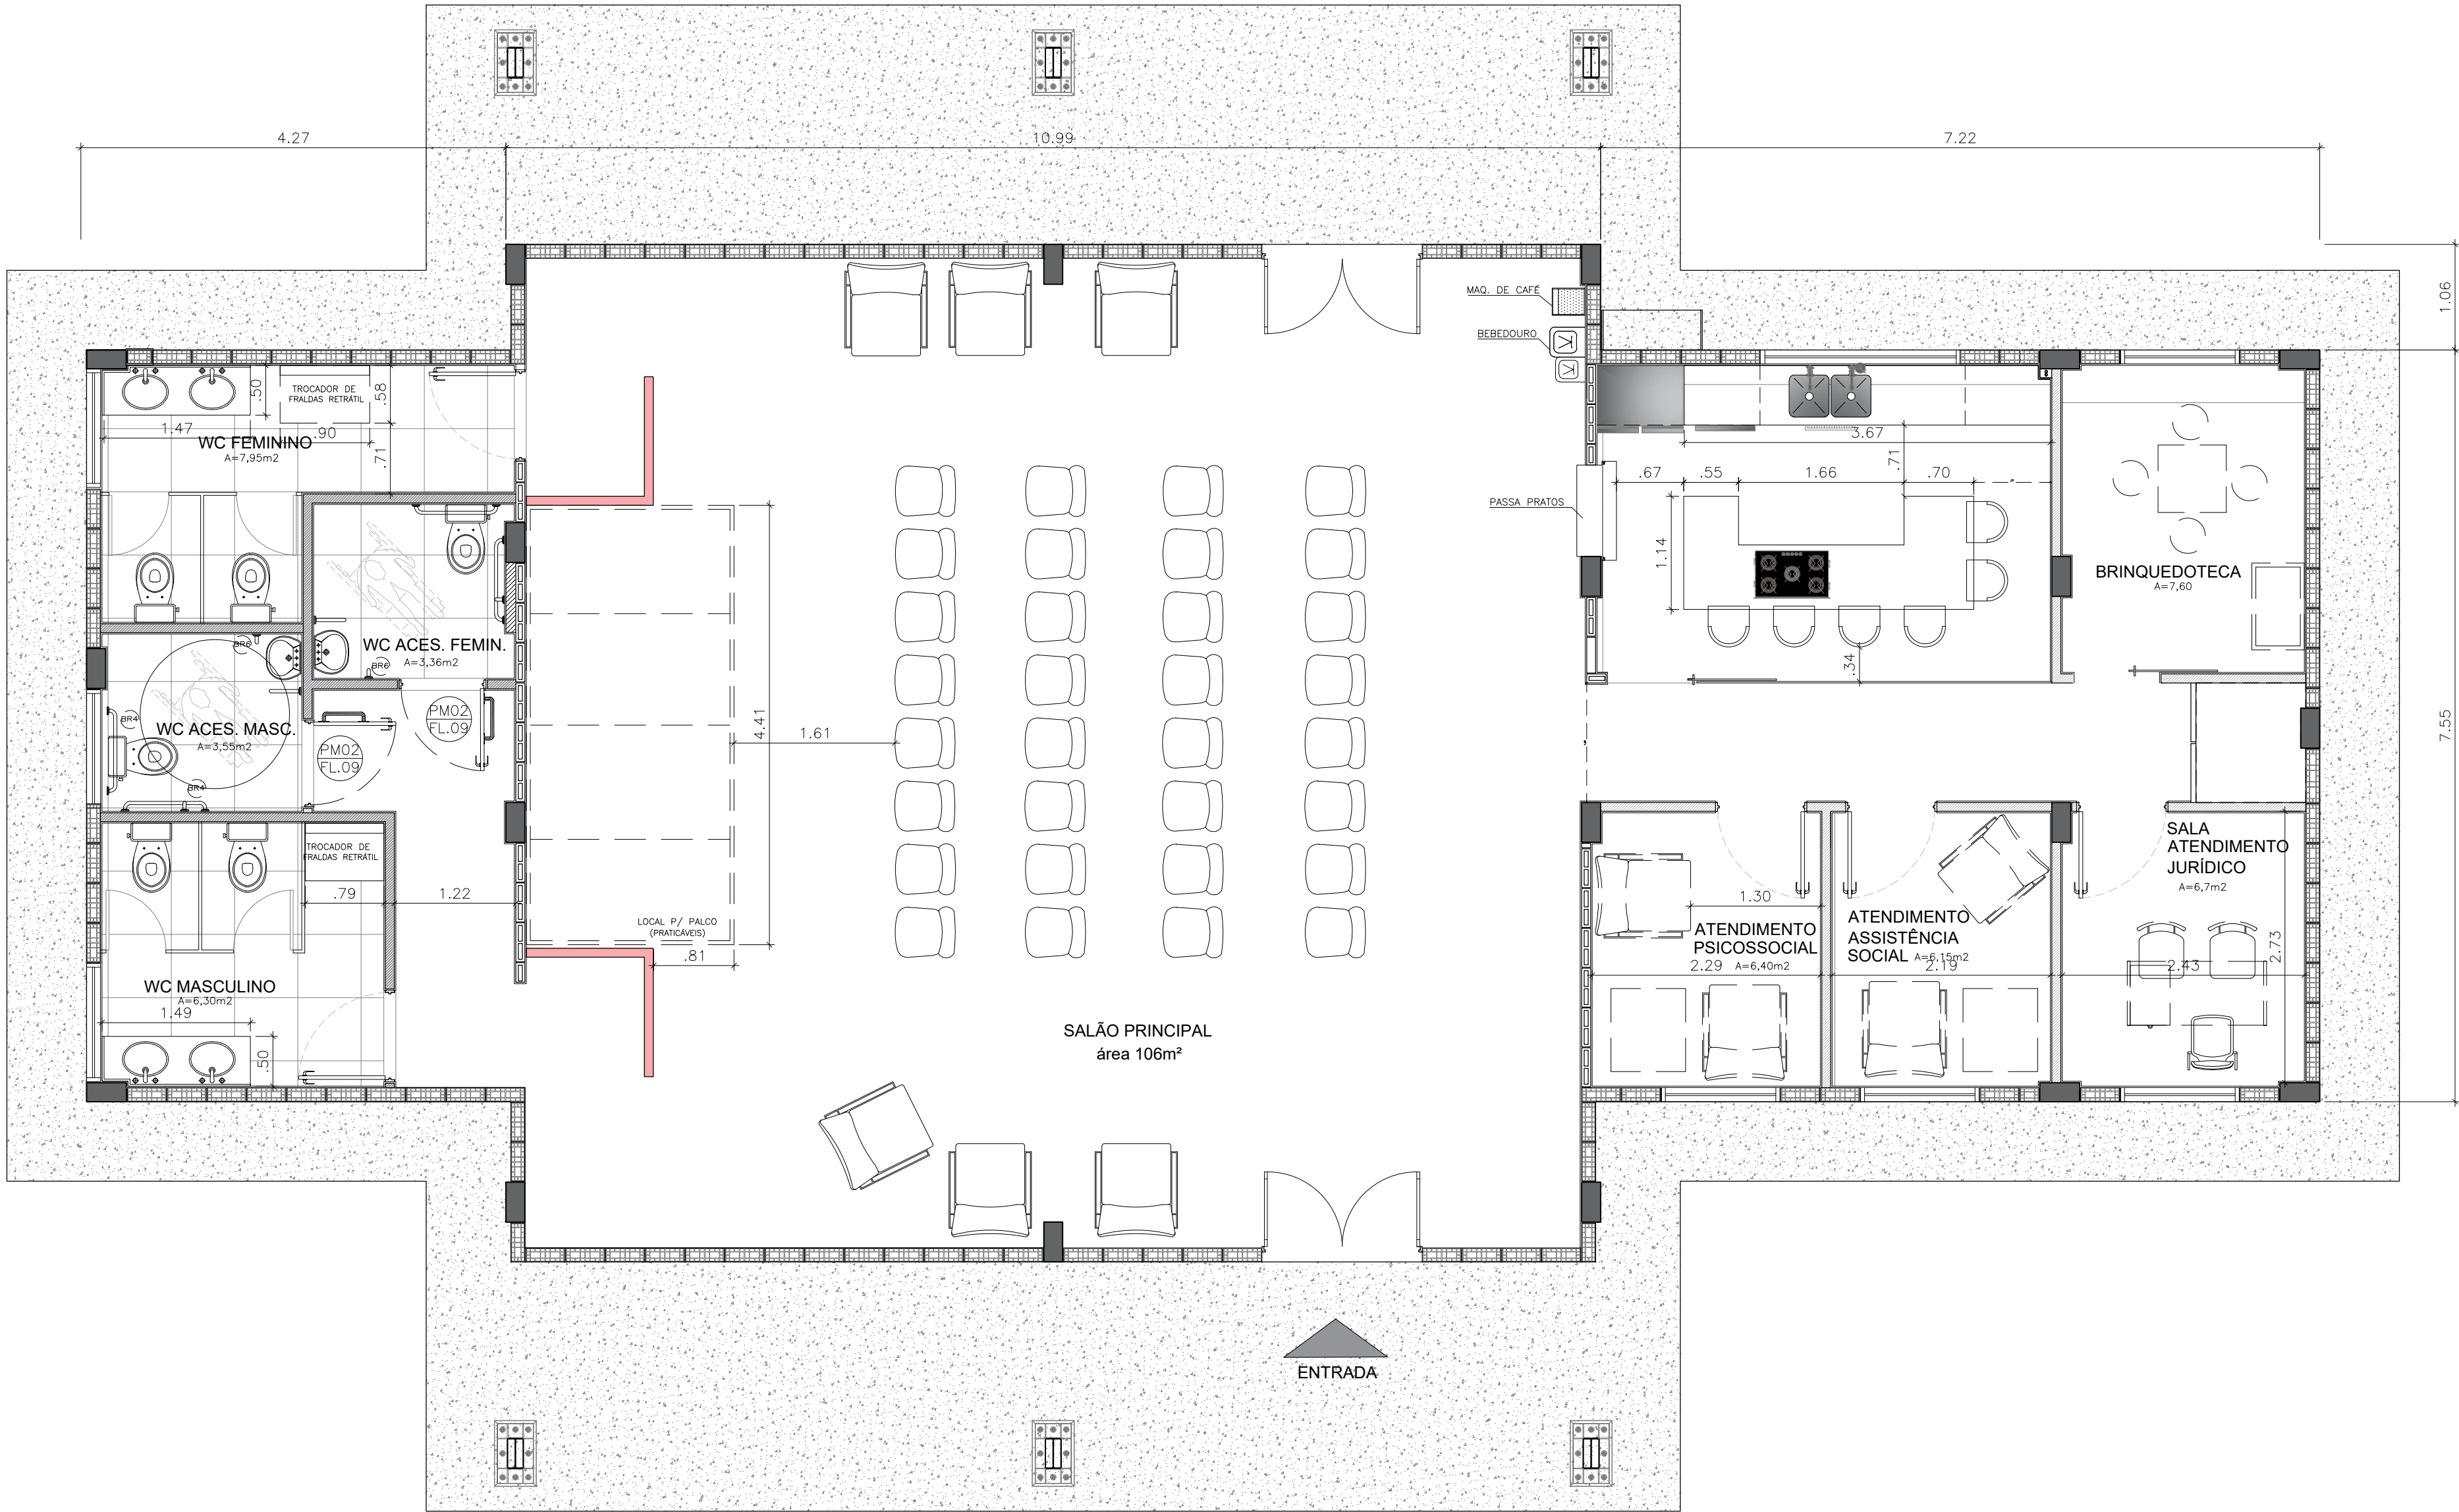 4.27
10.99
7.22
1.06
7.55
MAQ. DE CAFÉ
BEBEDOURO
PASSA PRATOS
TROCADOR DE
FRALDAS RETRÁTIL
.50
.58
1.47
.90
.71
WC FEMININO
A=7,95m2
WC ACES. FEMIN.
A=3,36m2
BR6
BR6
WC ACES. MASC.
A=3,55m2
BR4
BR4
PM02
FL.09
PM02
FL.09
TROCADOR DE
FRALDAS RETRÁTIL
.79
1.22
WC MASCULINO
A=6,30m2
1.49
.50
4.41
1.61
LOCAL P/ PALCO
(PRATICÁVEIS)
.81
SALÃO PRINCIPAL
área 106m²
3.67
.71
.67
.55
1.66
.70
1.14
.34
BRINQUEDOTECA
A=7,60
1.30
ATENDIMENTO
PSICOSSOCIAL
2.29
A=6,40m2
ATENDIMENTO
ASSISTÊNCIA
SOCIAL
A=6,15m2
2.19
SALA
ATENDIMENTO
JURÍDICO
A=6,7m2
2.43
2.73
ENTRADA